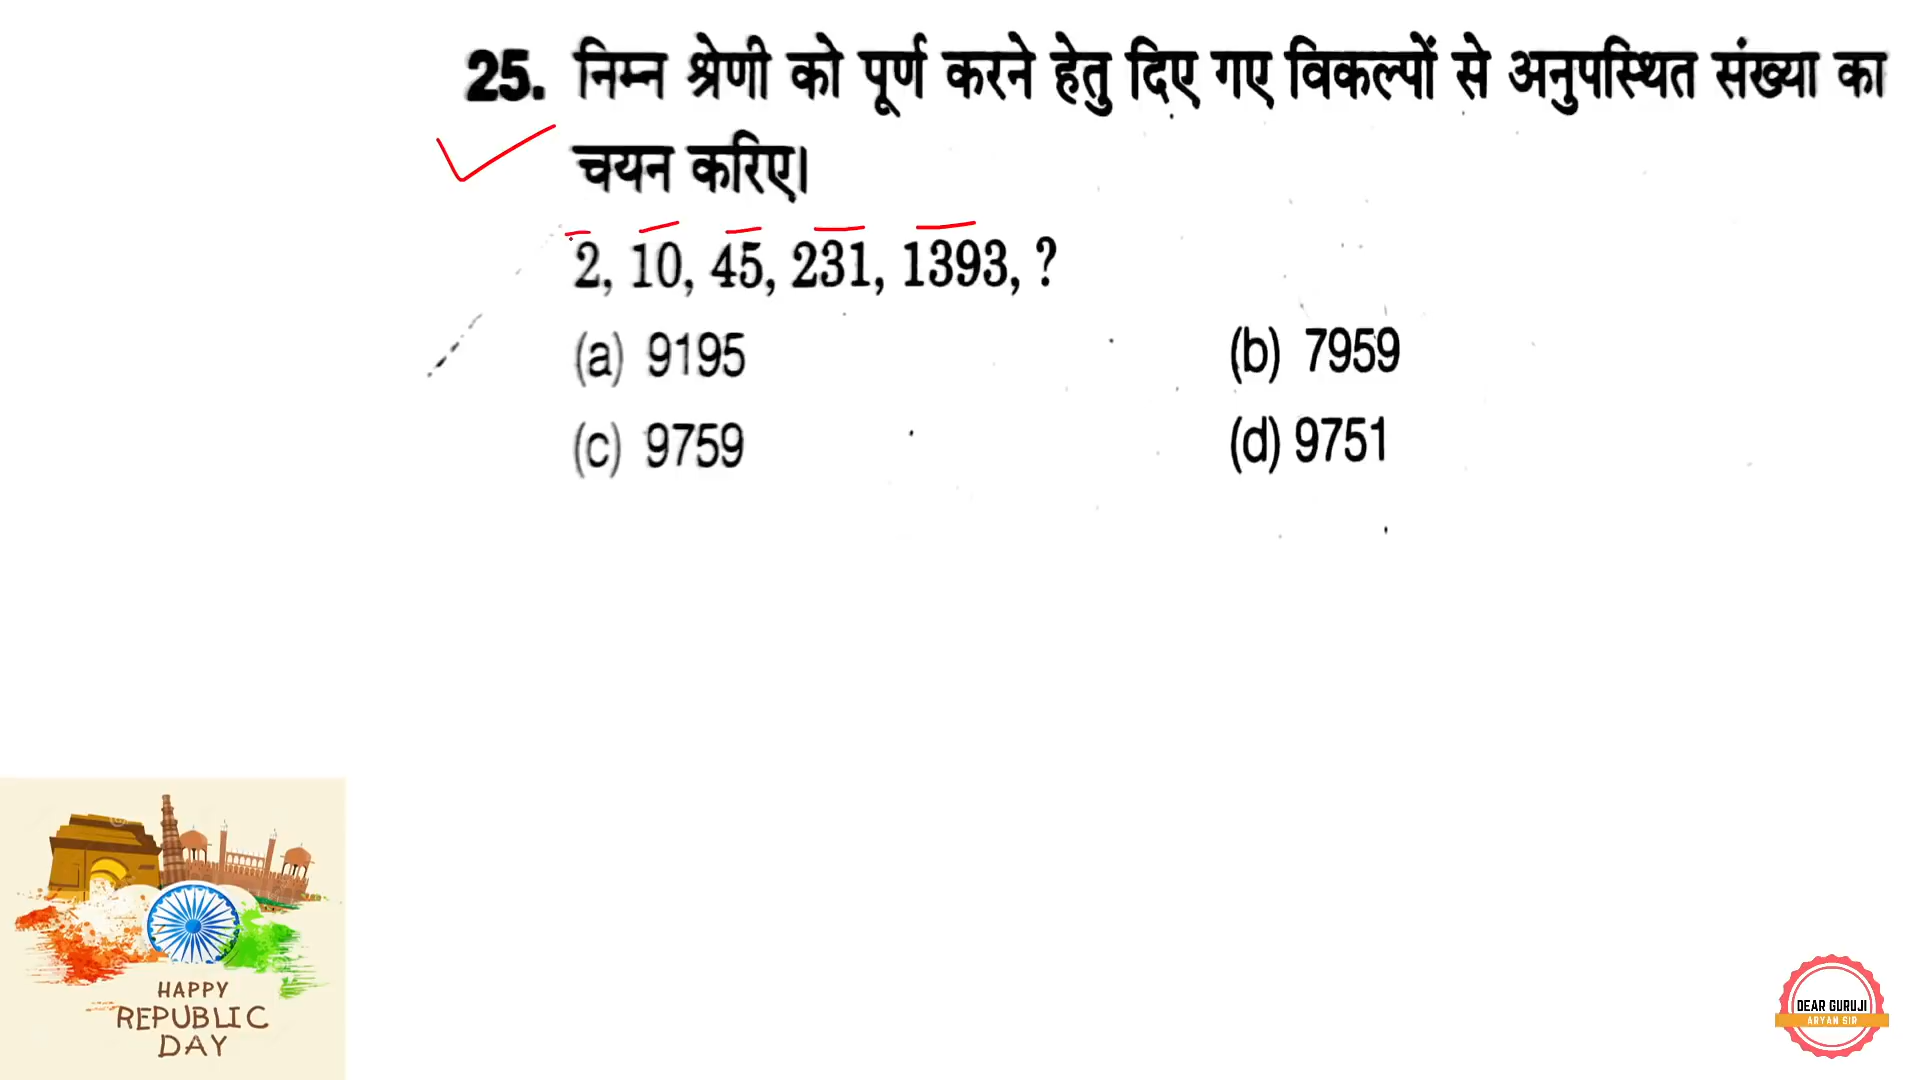 25. निम्न श्रेणी को पूर्ण करने हेतु दिए गए विकल्पों से अनुपस्थित संख्या का
चयन करिए।
2, 10, 45, 231, 1393, ?
(a) 9195 (b) 7959
(c) 9759 (d) 9751
HAPPY
REPUBLIC
DAY
DEAR GURUJI
ARYAN SIR